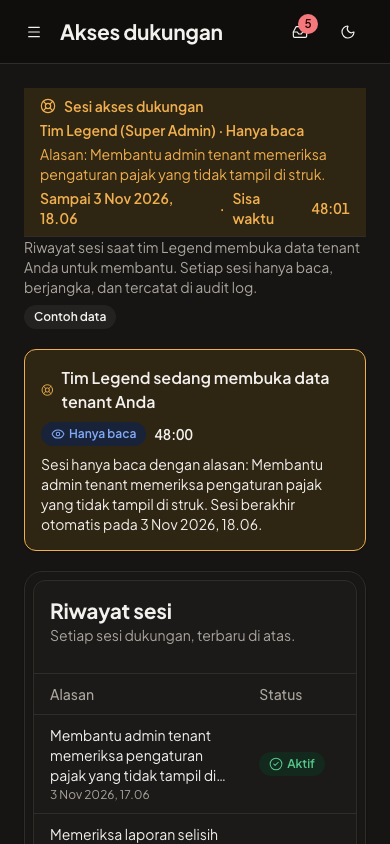 Akses dukungan
5
Sesi akses dukungan
Tim Legend (Super Admin) · Hanya baca
Alasan: Membantu admin tenant memeriksa
pengaturan pajak yang tidak tampil di struk.
Sampai 3 Nov 2026, 18.06 · Sisa waktu 48:01
Riwayat sesi saat tim Legend membuka data tenant
Anda untuk membantu. Setiap sesi hanya baca,
berjangka, dan tercatat di audit log.
Contoh data
Tim Legend sedang membuka data
tenant Anda
Hanya baca 48:00
Sesi hanya baca dengan alasan: Membantu
admin tenant memeriksa pengaturan pajak
yang tidak tampil di struk. Sesi berakhir
otomatis pada 3 Nov 2026, 18.06.
Riwayat sesi
Setiap sesi dukungan, terbaru di atas.
Alasan Status
Membantu admin tenant
memeriksa pengaturan
pajak yang tidak tampil di…
Aktif
3 Nov 2026, 17.06
Memeriksa laporan selisih